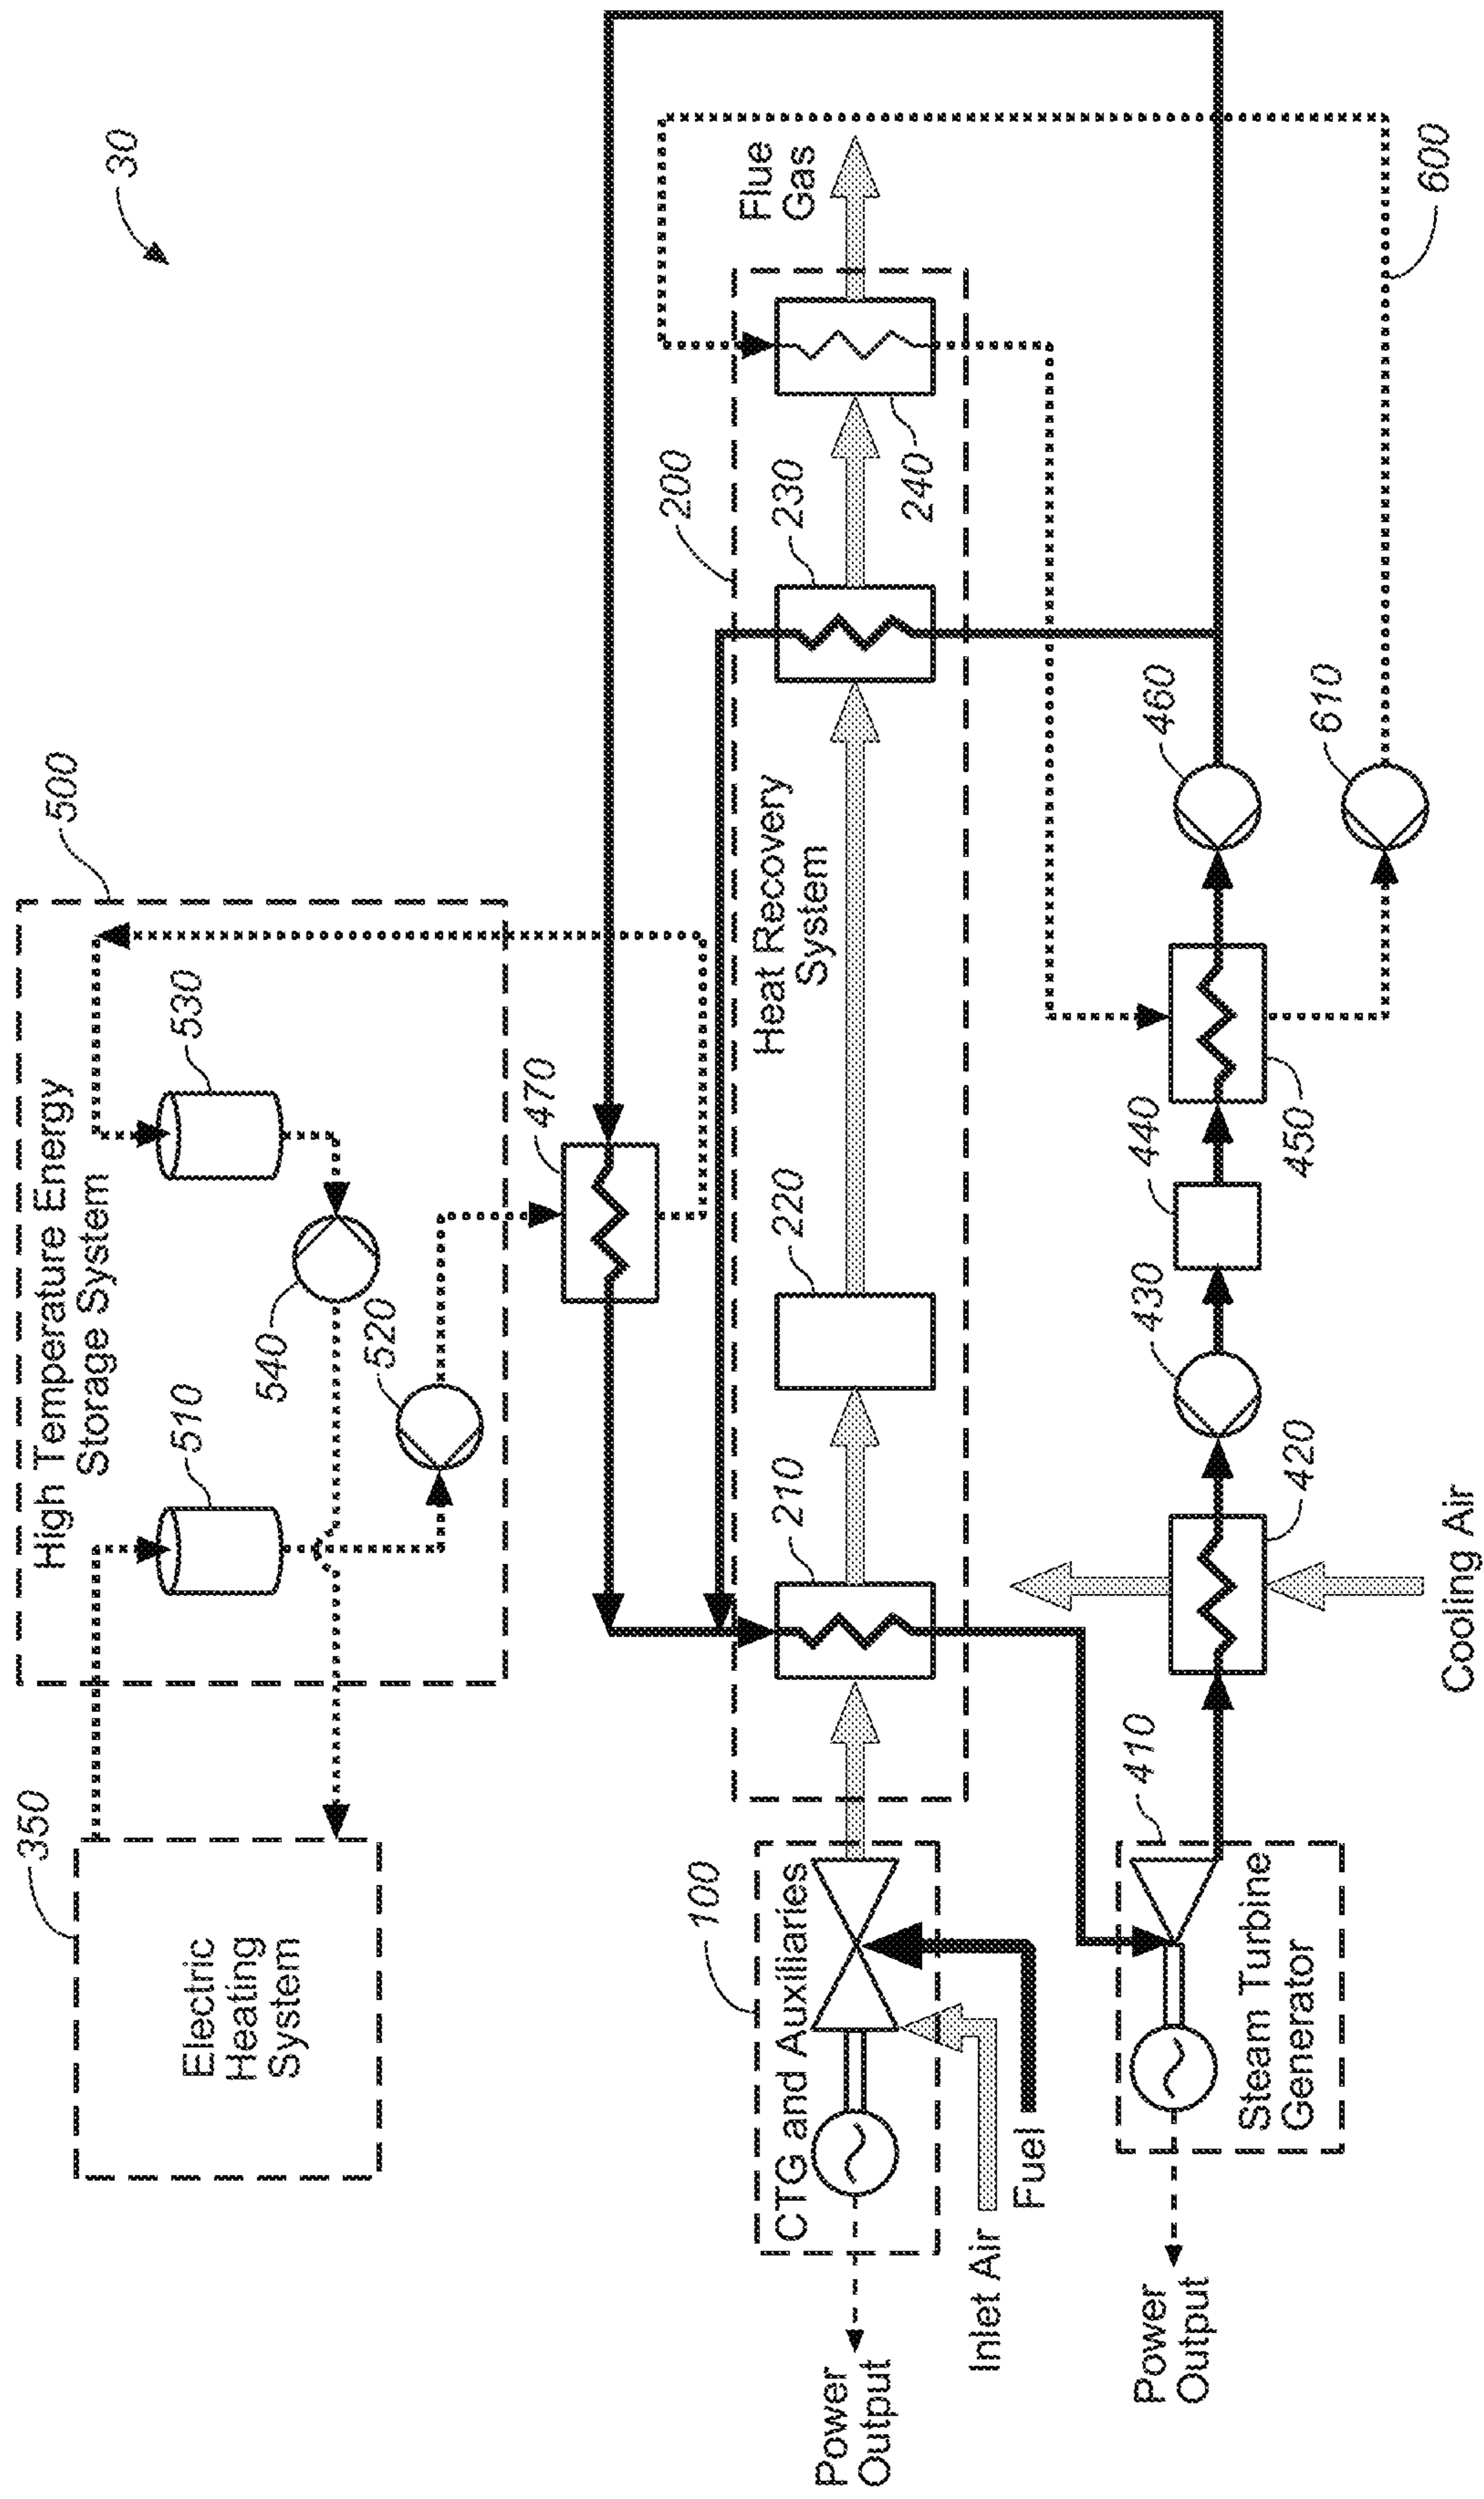 30
500
High Temperature Energy
Storage System
350
Electric
Heating
System
510
530
540
520
470
200
Heat Recovery
System
210
220
230
240
Flue
Gas
100
CTG and Auxiliaries
Power
Output
Inlet Air
Fuel
410
Steam Turbine
Generator
Power
Output
420
Cooling Air
430
440
450
460
610
600